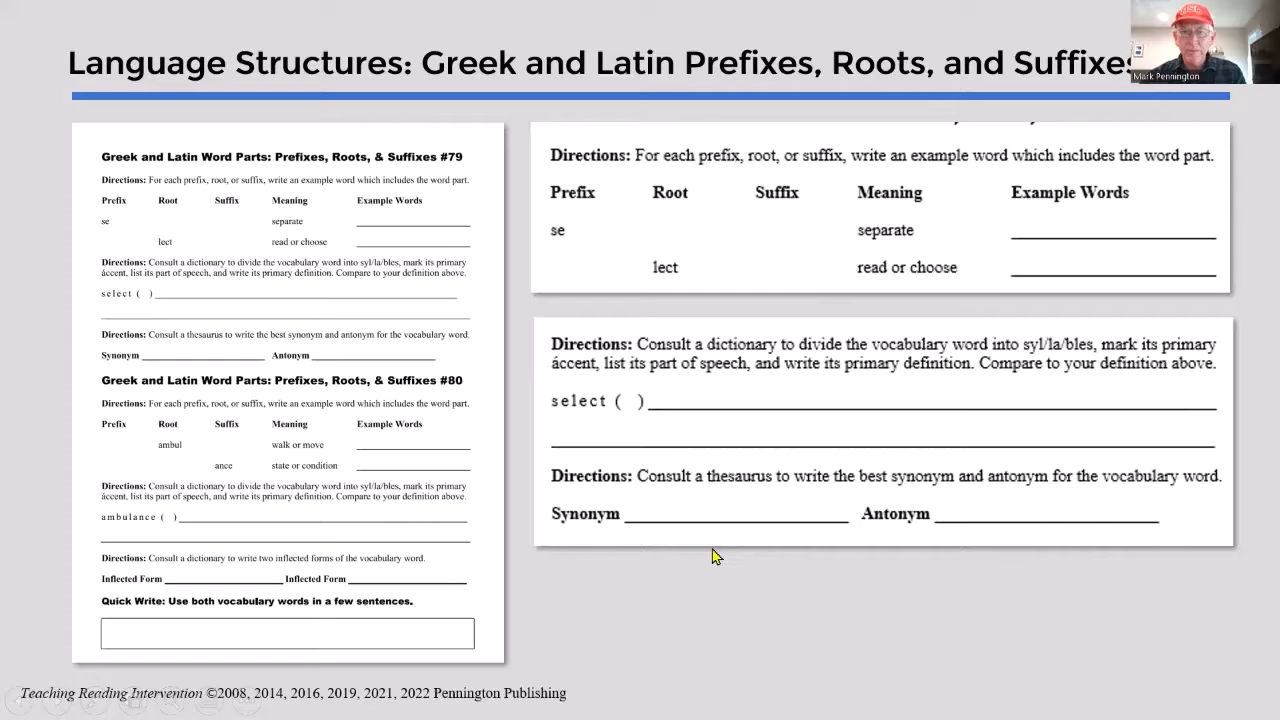 Language Structures: Greek and Latin Prefixes, Roots, and Suffixes
Mark Pennington
Greek and Latin Word Parts: Prefixes, Roots, & Suffixes #79
Directions: For each prefix, root, or suffix, write an example word which includes the word part.
Prefix Root Suffix Meaning Example Words
se separate
lect read or choose
Directions: Consult a dictionary to divide the vocabulary word into syl/la/bles, mark its primary
áccent, list its part of speech, and write its primary definition. Compare to your definition above.
select ( )
Directions: Consult a thesaurus to write the best synonym and antonym for the vocabulary word.
Synonym Antonym
Greek and Latin Word Parts: Prefixes, Roots, & Suffixes #80
Directions: For each prefix, root, or suffix, write an example word which includes the word part.
Prefix Root Suffix Meaning Example Words
ambul walk or move
ance state or condition
Directions: Consult a dictionary to divide the vocabulary word into syl/la/bles, mark its primary
áccent, list its part of speech, and write its primary definition. Compare to your definition above.
ambulance ( )
Directions: Consult a dictionary to write two inflected forms of the vocabulary word.
Inflected Form Inflected Form
Quick Write: Use both vocabulary words in a few sentences.
Directions: For each prefix, root, or suffix, write an example word which includes the word part.
Prefix Root Suffix Meaning Example Words
se separate
lect read or choose
Directions: Consult a dictionary to divide the vocabulary word into syl/la/bles, mark its primary
áccent, list its part of speech, and write its primary definition. Compare to your definition above.
select ( )
Directions: Consult a thesaurus to write the best synonym and antonym for the vocabulary word.
Synonym Antonym
Teaching Reading Intervention ©2008, 2014, 2016, 2019, 2021, 2022 Pennington Publishing